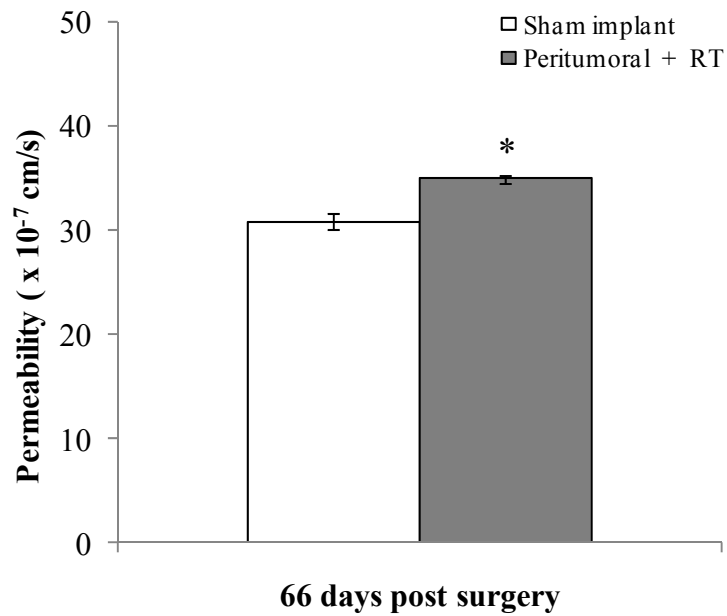 50
Sham implant
Peritumoral + RT
40
*
30
20
10
0
Permeability ( x 10⁻⁷ cm/s)
66 days post surgery